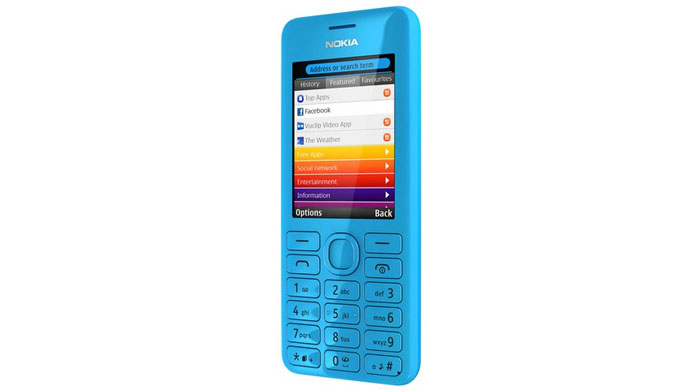 NOKIA
Address or search term
History Featured Favourites
Top Apps
Facebook
Vuclip Video App
The Weather
Free Apps
Social network
Entertainment
Information
Options Back
1 2 abc def 3
4 ghi 5 jkl mno 6
7 pqrs 8 tuv wxyz 9
* + 0 #